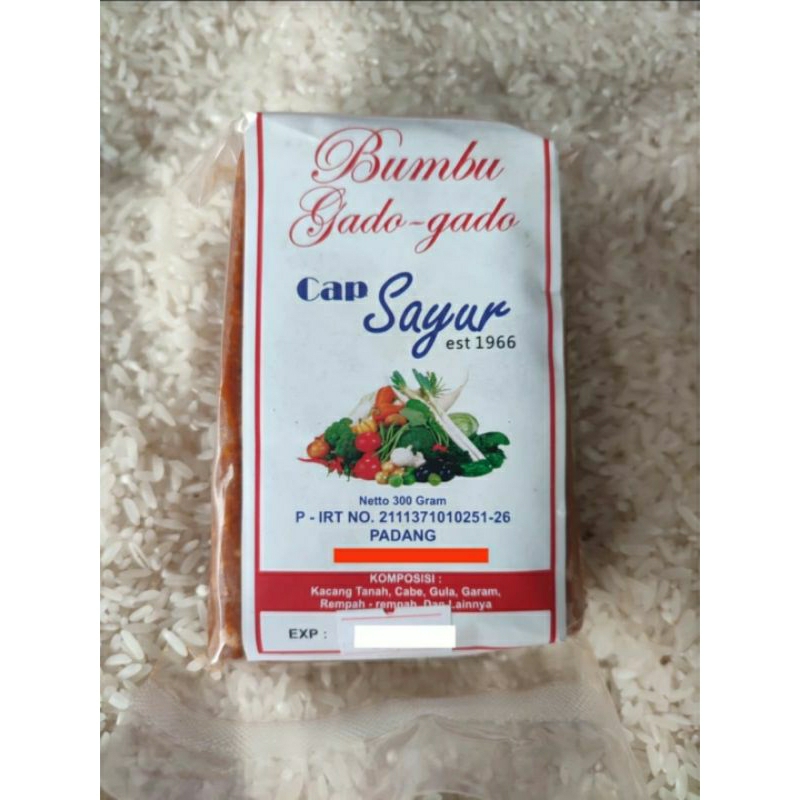 Bumbu
Gado-gado
Cap Sayur
est 1966
Netto 300 Gram
P - IRT NO. 2111371010251-26
PADANG
KOMPOSISI :
Kacang Tanah, Cabe, Gula, Garam,
Rempah - rempah, Dan Lainnya
EXP :